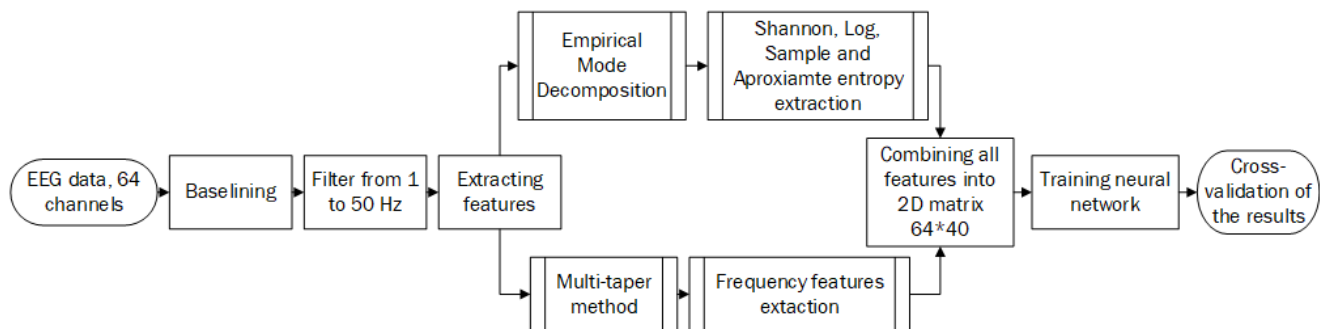 EEG data, 64
channels
Baselining
Filter from 1
to 50 Hz
Extracting
features
Empirical
Mode
Decomposition
Shannon, Log,
Sample and
Aproxiamte entropy
extraction
Multi-taper
method
Frequency features
extaction
Combining all
features into
2D matrix
64*40
Training neural
network
Cross-
validation of
the results